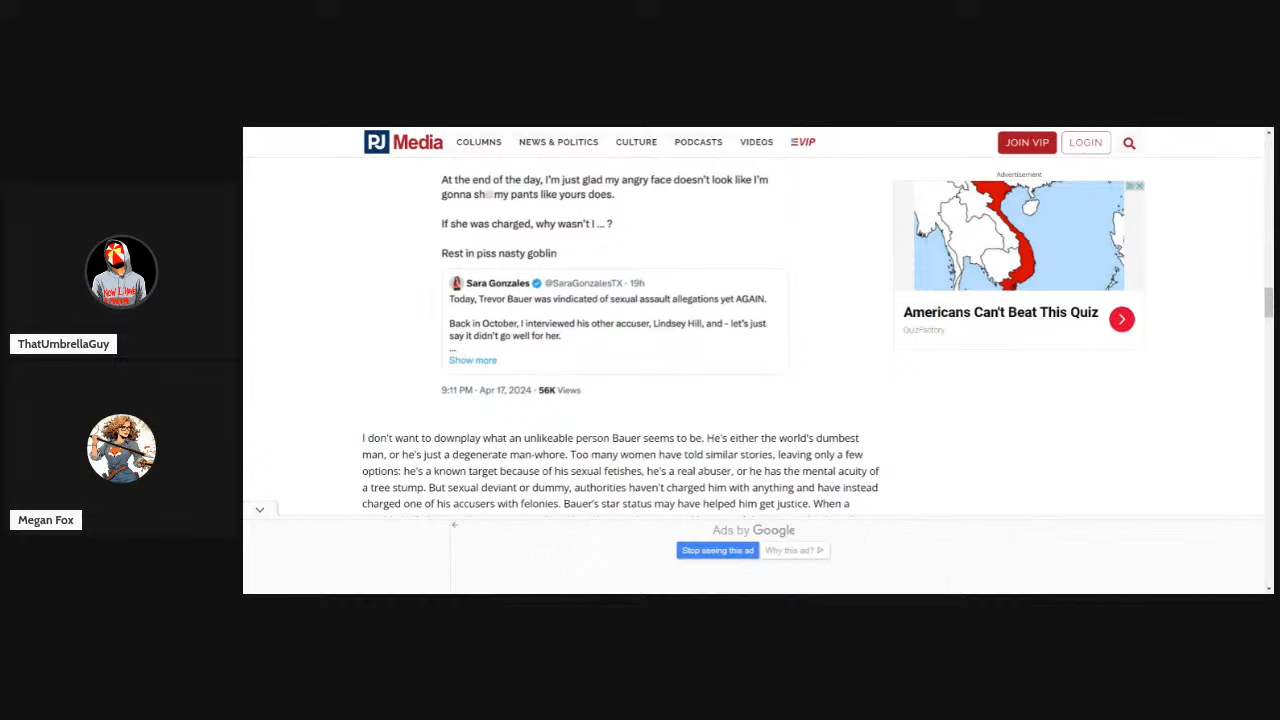 PJ Media COLUMNS NEWS & POLITICS CULTURE PODCASTS VIDEOS VIP JOIN VIP LOGIN
At the end of the day, I'm just glad my angry face doesn't look like I'm
gonna sh my pants like yours does.
If she was charged, why wasn't I ... ?
Rest in piss nasty goblin
Sara Gonzales @SaraGonzalesTX · 19h
Today, Trevor Bauer was vindicated of sexual assault allegations yet AGAIN.
Back in October, I interviewed his other accuser, Lindsey Hill, and - let's just
say it didn't go well for her.
...
Show more
9:11 PM · Apr 17, 2024 · 56K Views
I don't want to downplay what an unlikeable person Bauer seems to be. He's either the world's dumbest
man, or he's just a degenerate man-whore. Too many women have told similar stories, leaving only a few
options: he's a known target because of his sexual fetishes, he's a real abuser, or he has the mental acuity of
a tree stump. But sexual deviant or dummy, authorities haven't charged him with anything and have instead
charged one of his accusers with felonies. Bauer's star status may have helped him get justice. When a
Advertisement
Americans Can't Beat This Quiz
QuizFactory
Ads by Google
Stop seeing this ad Why this ad?
ThatUmbrellaGuy
Megan Fox
NOW I HAVE